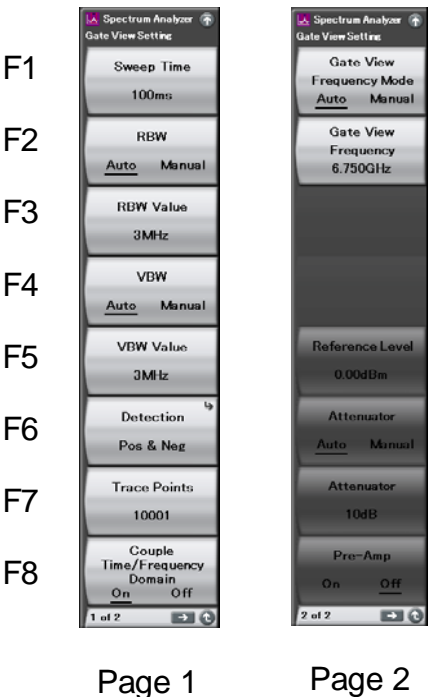 Spectrum Analyzer
Gate View Setting
F1
Sweep Time
100ms
F2
RBW
Auto Manual
F3
RBW Value
3MHz
F4
VBW
Auto Manual
F5
VBW Value
3MHz
F6
Detection
Pos & Neg
F7
Trace Points
10001
F8
Couple
Time/Frequency
Domain
On Off
1 of 2
Page 1
Spectrum Analyzer
Gate View Setting
Gate View
Frequency Mode
Auto Manual
Gate View
Frequency
6.750GHz
Reference Level
0.00dBm
Attenuator
Auto Manual
Attenuator
10dB
Pre-Amp
On Off
2 of 2
Page 2